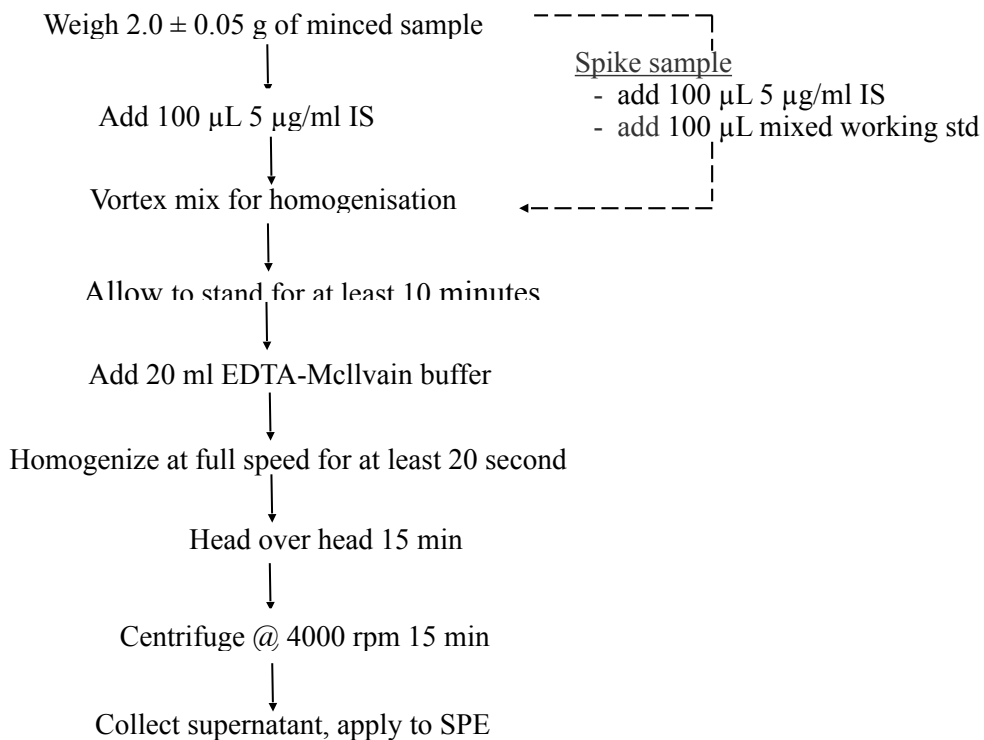 Weigh 2.0 ± 0.05 g of minced sample
Spike sample
- add 100 µL 5 µg/ml IS
- add 100 µL mixed working std
Add 100 µL 5 µg/ml IS
Vortex mix for homogenisation
Allow to stand for at least 10 minutes
Add 20 ml EDTA-Mcllvain buffer
Homogenize at full speed for at least 20 second
Head over head 15 min
Centrifuge @ 4000 rpm 15 min
Collect supernatant, apply to SPE